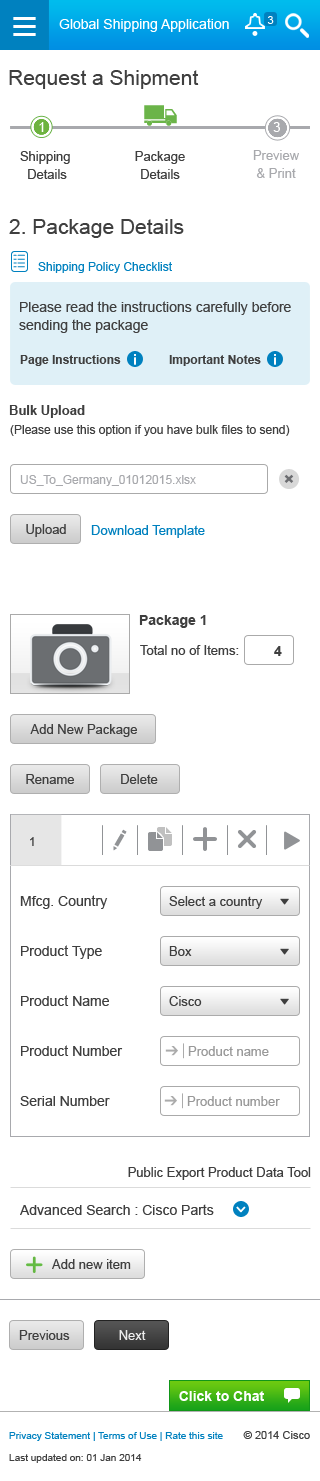 Global Shipping Application 3
Request a Shipment
1 3
Shipping Details
Package Details
Preview & Print
2. Package Details
Shipping Policy Checklist
Please read the instructions carefully before
sending the package
Page Instructions i Important Notes i
Bulk Upload
(Please use this option if you have bulk files to send)
US_To_Germany_01012015.xlsx
Upload Download Template
Package 1
Total no of Items: 4
Add New Package
Rename Delete
1
Mfcg. Country Select a country
Product Type Box
Product Name Cisco
Product Number Product name
Serial Number Product number
Public Export Product Data Tool
Advanced Search : Cisco Parts
Add new item
Previous Next
Click to Chat
Privacy Statement | Terms of Use | Rate this site © 2014 Cisco
Last updated on: 01 Jan 2014